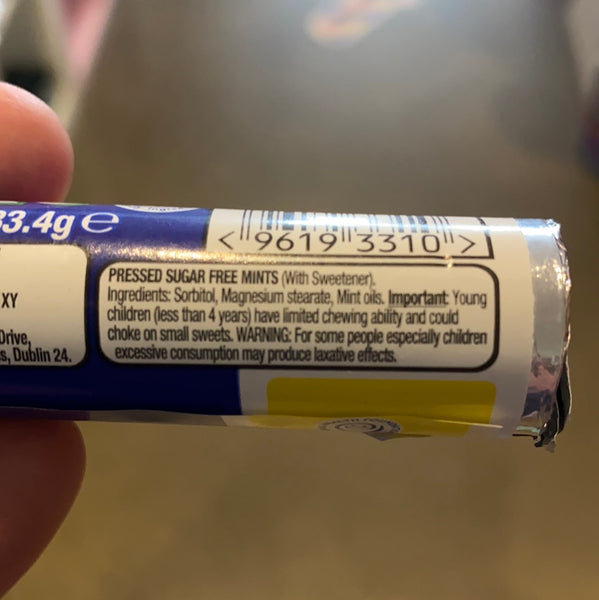 33.4g e
<9619 3310>
XY
Drive,
Dublin 24.
PRESSED SUGAR FREE MINTS (With Sweetener).
Ingredients: Sorbitol, Magnesium stearate, Mint oils. Important: Young
children (less than 4 years) have limited chewing ability and could
choke on small sweets. WARNING: For some people especially children
excessive consumption may produce laxative effects.